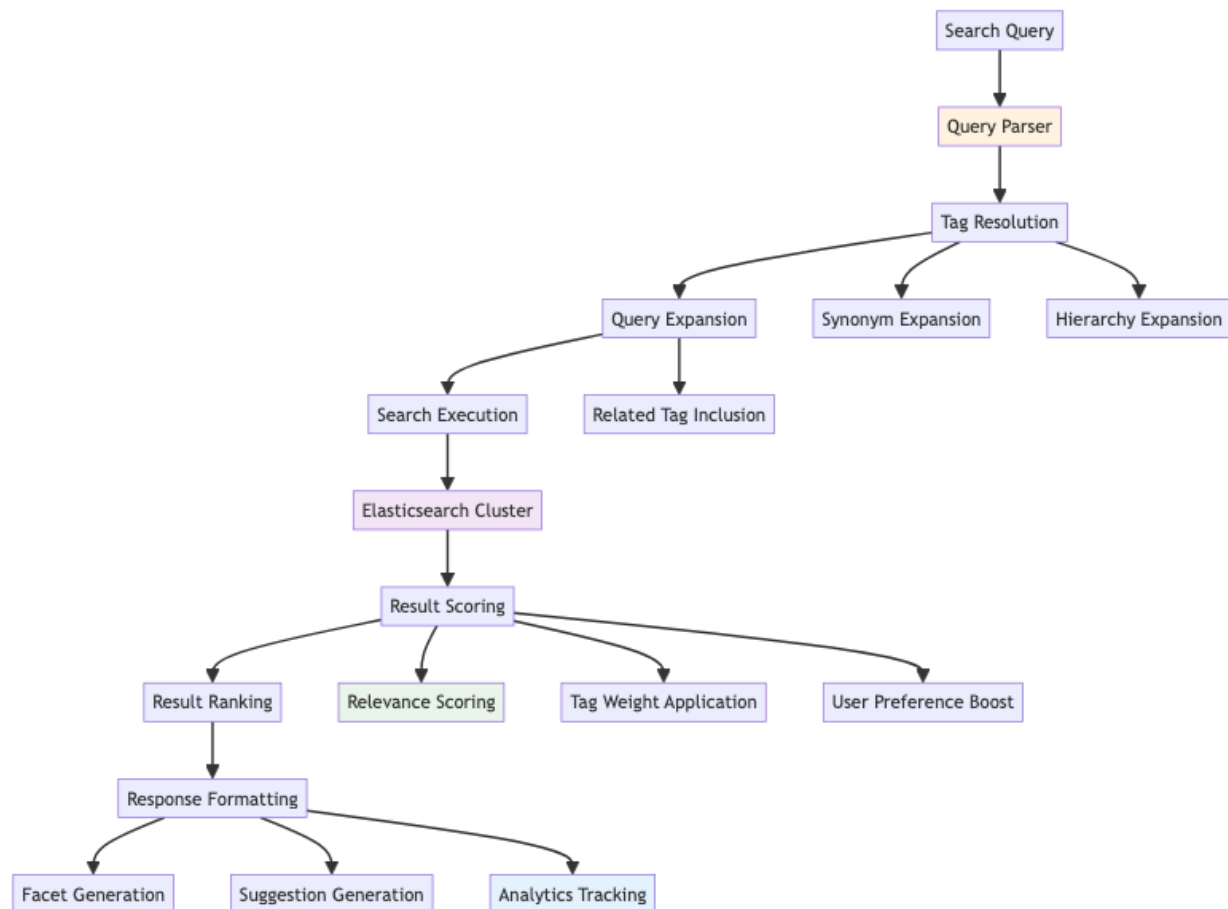 Search Query
Query Parser
Tag Resolution
Query Expansion
Synonym Expansion
Hierarchy Expansion
Search Execution
Related Tag Inclusion
Elasticsearch Cluster
Result Scoring
Result Ranking
Relevance Scoring
Tag Weight Application
User Preference Boost
Response Formatting
Facet Generation
Suggestion Generation
Analytics Tracking